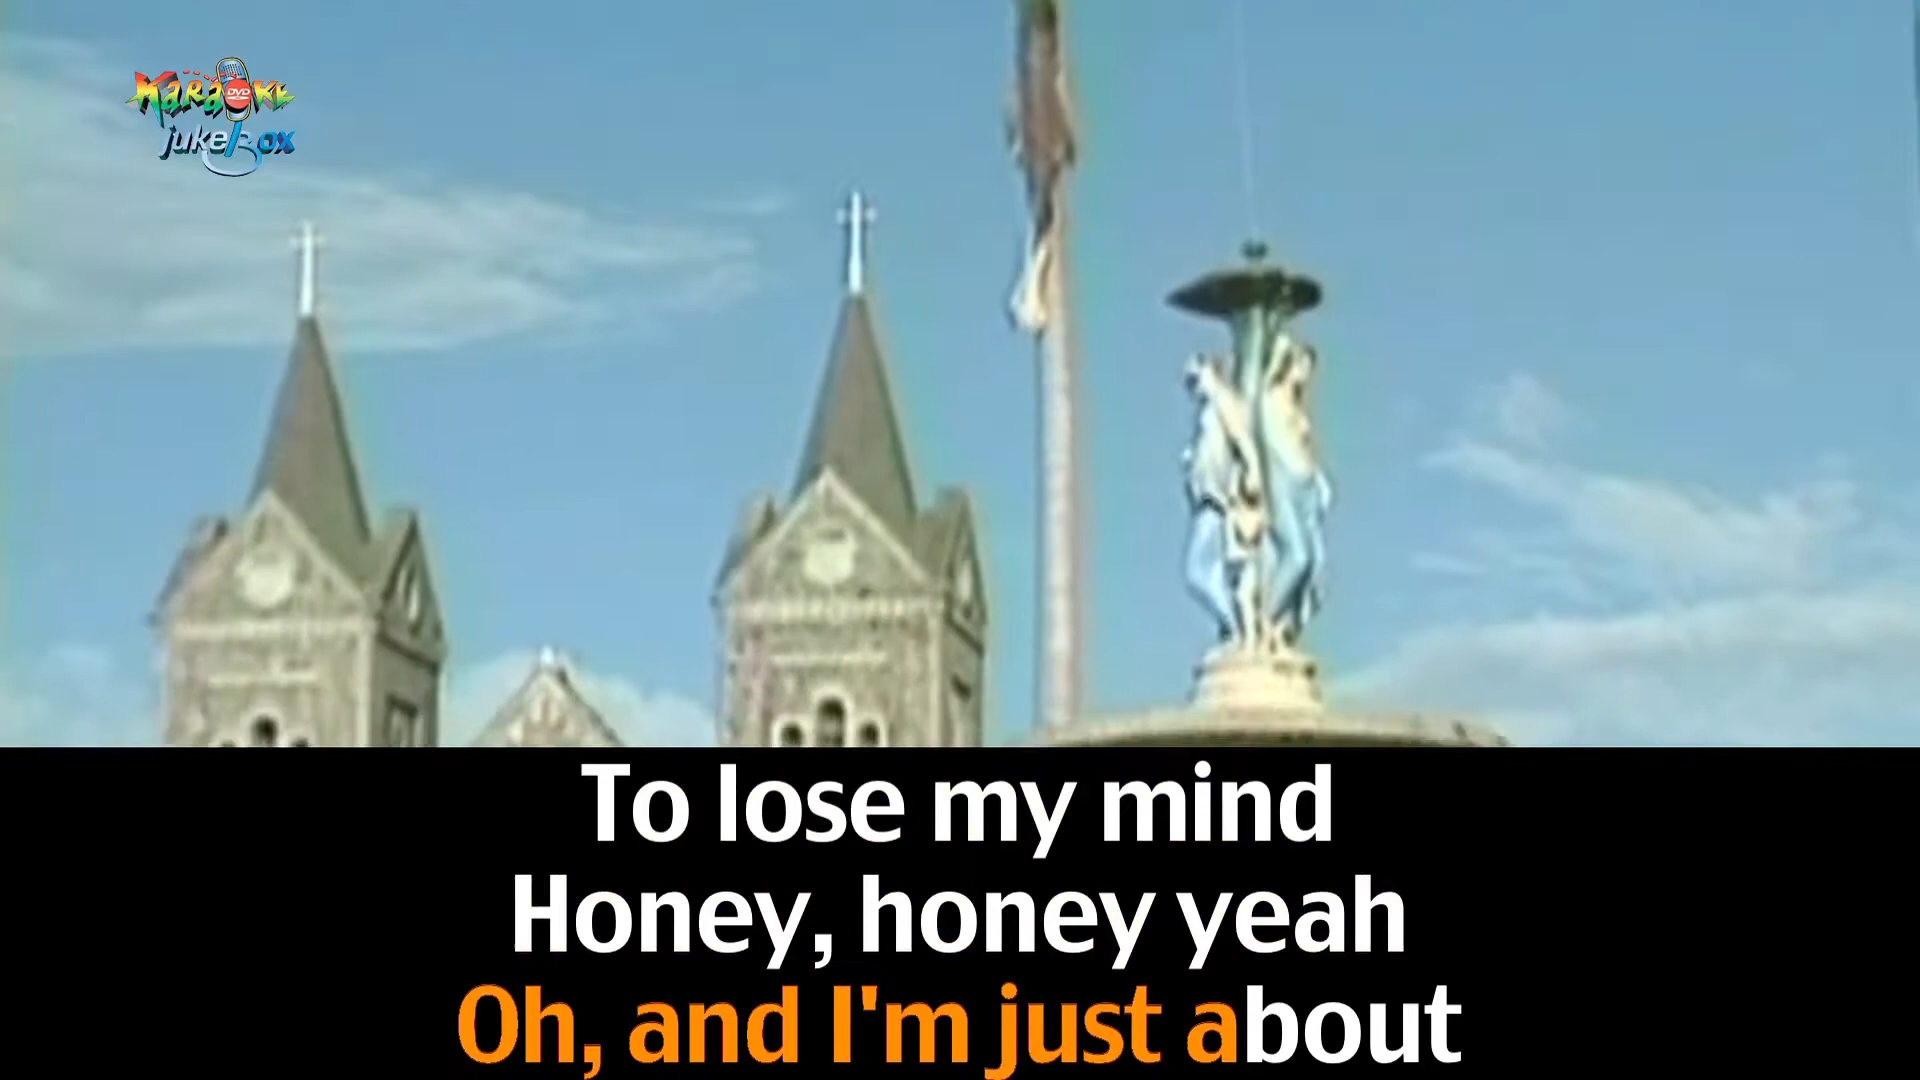 KaRaOKe
DVD
jukeBox
To lose my mind
Honey, honey yeah
Oh, and I'm just about